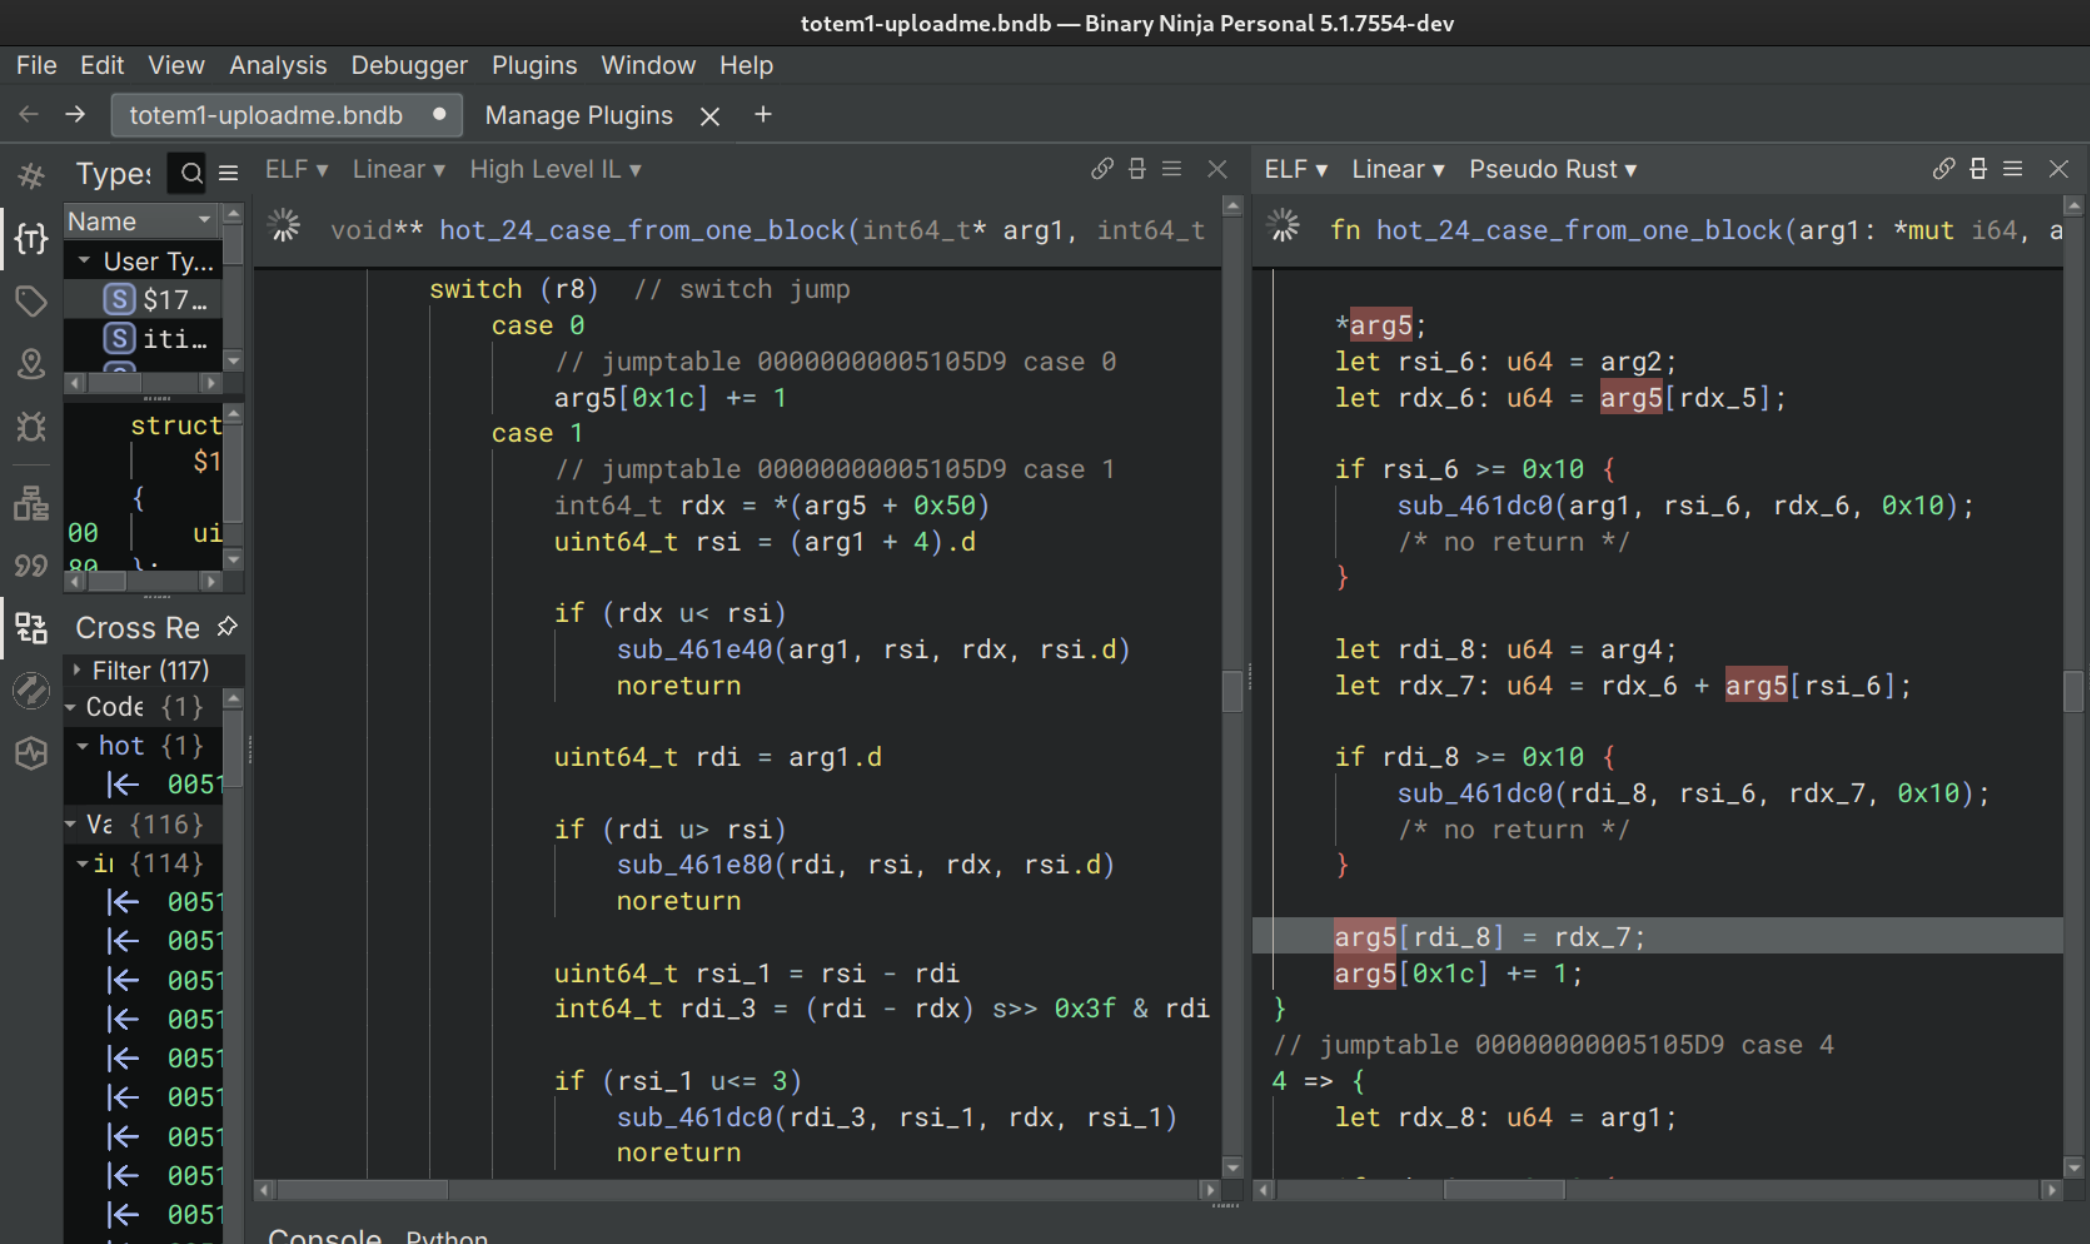 totem1-uploadme.bndb — Binary Ninja Personal 5.1.7554-dev
File Edit View Analysis Debugger Plugins Window Help
totem1-uploadme.bndb Manage Plugins
Types
Name
User Ty...
S $17...
S iti...
struct
$1
{
00 ui
80 };
Cross Re
Filter (117)
Code {1}
hot {1}
0051
Va {116}
{114}
0051
0051
0051
0051
0051
0051
0051
0051
0051
ELF ▾ Linear ▾ High Level IL ▾
void** hot_24_case_from_one_block(int64_t* arg1, int64_t
switch (r8) // switch jump
case 0
// jumptable 00000000005105D9 case 0
arg5[0x1c] += 1
case 1
// jumptable 00000000005105D9 case 1
int64_t rdx = *(arg5 + 0x50)
uint64_t rsi = (arg1 + 4).d
if (rdx u< rsi)
sub_461e40(arg1, rsi, rdx, rsi.d)
noreturn
uint64_t rdi = arg1.d
if (rdi u> rsi)
sub_461e80(rdi, rsi, rdx, rsi.d)
noreturn
uint64_t rsi_1 = rsi - rdi
int64_t rdi_3 = (rdi - rdx) s>> 0x3f & rdi
if (rsi_1 u<= 3)
sub_461dc0(rdi_3, rsi_1, rdx, rsi_1)
noreturn
ELF ▾ Linear ▾ Pseudo Rust ▾
fn hot_24_case_from_one_block(arg1: *mut i64, a
*arg5;
let rsi_6: u64 = arg2;
let rdx_6: u64 = arg5[rdx_5];
if rsi_6 >= 0x10 {
sub_461dc0(arg1, rsi_6, rdx_6, 0x10);
/* no return */
}
let rdi_8: u64 = arg4;
let rdx_7: u64 = rdx_6 + arg5[rsi_6];
if rdi_8 >= 0x10 {
sub_461dc0(rdi_8, rsi_6, rdx_7, 0x10);
/* no return */
}
arg5[rdi_8] = rdx_7;
arg5[0x1c] += 1;
}
// jumptable 00000000005105D9 case 4
4 => {
let rdx_8: u64 = arg1;
Console Python